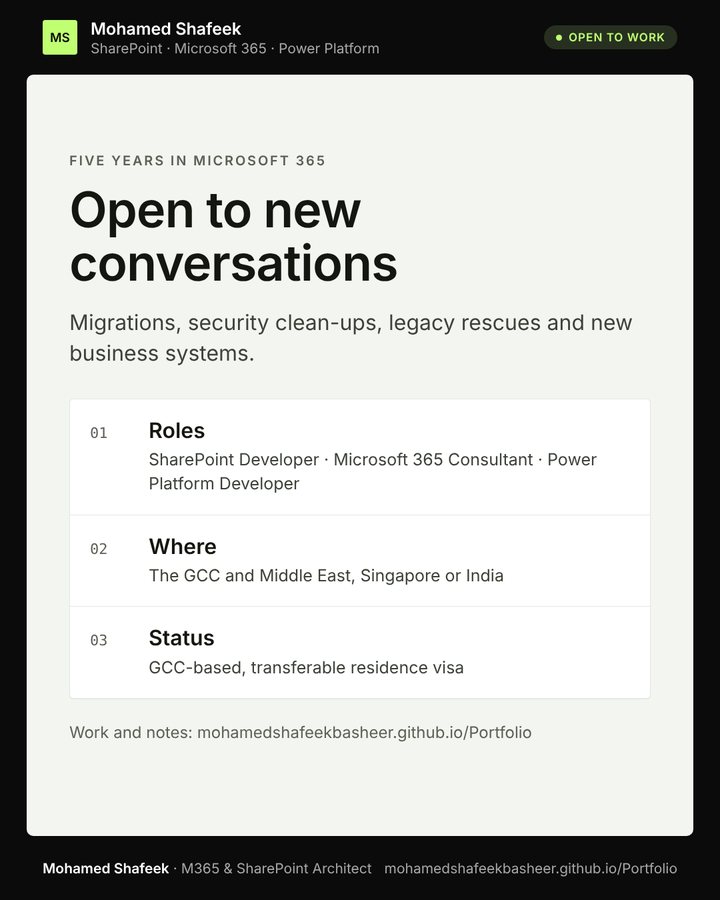 MS
Mohamed Shafeek
SharePoint · Microsoft 365 · Power Platform
OPEN TO WORK
FIVE YEARS IN MICROSOFT 365
Open to new
conversations
Migrations, security clean-ups, legacy rescues and new
business systems.
01
Roles
SharePoint Developer · Microsoft 365 Consultant · Power
Platform Developer
02
Where
The GCC and Middle East, Singapore or India
03
Status
GCC-based, transferable residence visa
Work and notes: mohamedshafeekbasheer.github.io/Portfolio
Mohamed Shafeek · M365 & SharePoint Architect
mohamedshafeekbasheer.github.io/Portfolio